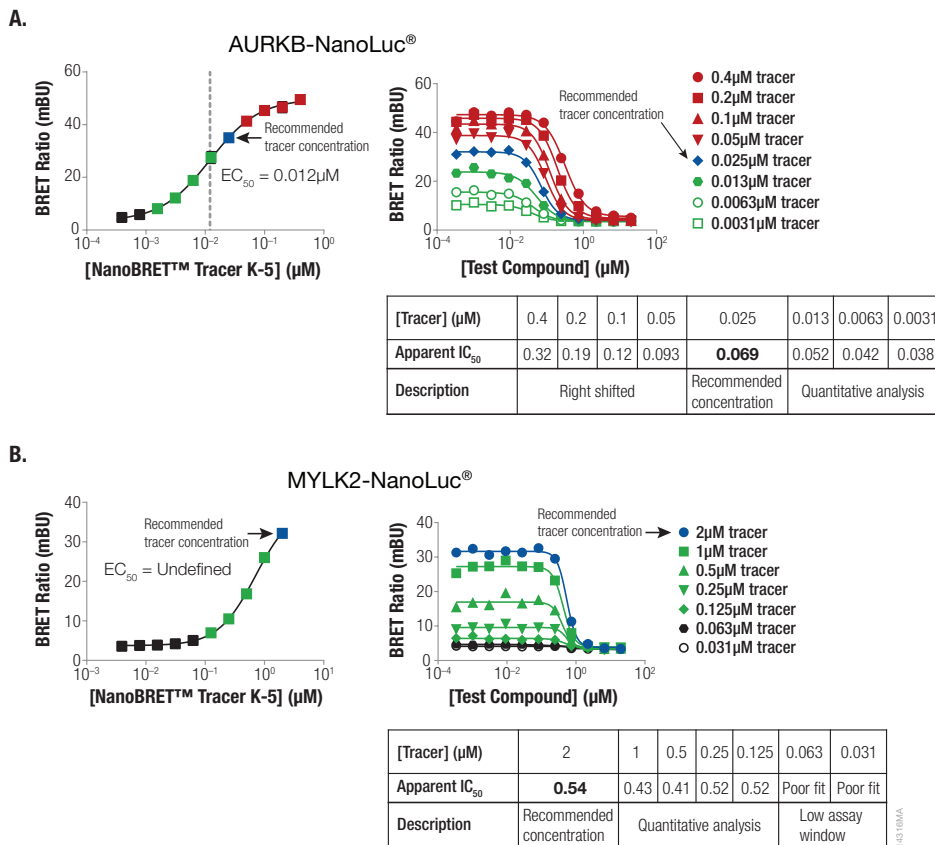 A.
AURKB-NanoLuc®
60
40
20
0
BRET Ratio (mBU)
Recommended
tracer concentration
EC50 = 0.012µM
10–4 10–3 10–2 10–1 100
[NanoBRET™ Tracer K-5] (µM)
60
40
20
0
BRET Ratio (mBU)
Recommended
tracer concentration
10–4 10–2 100 102
[Test Compound] (µM)
0.4µM tracer
0.2µM tracer
0.1µM tracer
0.05µM tracer
0.025µM tracer
0.013µM tracer
0.0063µM tracer
0.0031µM tracer
[Tracer] (µM) 0.4 0.2 0.1 0.05 0.025 0.013 0.0063 0.0031
Apparent IC50 0.32 0.19 0.12 0.093 0.069 0.052 0.042 0.038
Description Right shifted Recommended concentration Quantitative analysis
B.
MYLK2-NanoLuc®
40
30
20
10
0
BRET Ratio (mBU)
Recommended
tracer concentration
EC50 = Undefined
10–3 10–2 10–1 100 101
[NanoBRET™ Tracer K-5] (µM)
40
30
20
10
0
BRET Ratio (mBU)
Recommended
tracer concentration
10–4 10–2 100 102
[Test Compound] (µM)
2µM tracer
1µM tracer
0.5µM tracer
0.25µM tracer
0.125µM tracer
0.063µM tracer
0.031µM tracer
[Tracer] (µM) 2 1 0.5 0.25 0.125 0.063 0.031
Apparent IC50 0.54 0.43 0.41 0.52 0.52 Poor fit Poor fit
Description Recommended concentration Quantitative analysis Low assay window